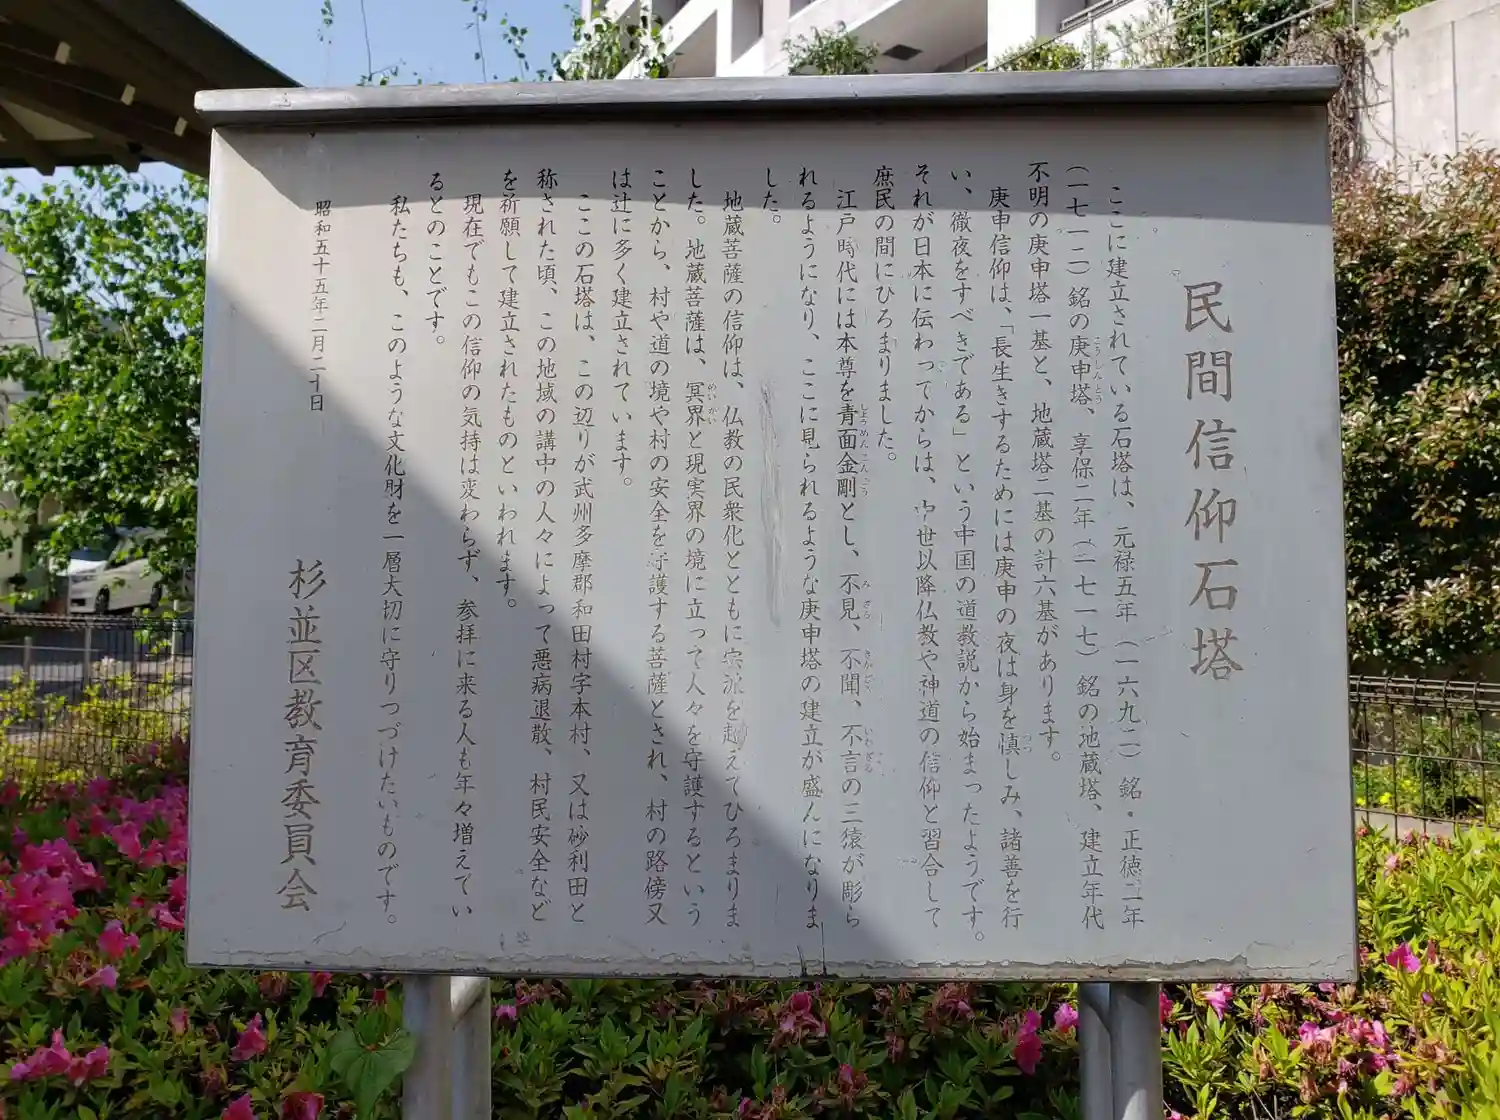 民間信仰石塔
ここに建立されている石塔は、元禄五年(一六九二)銘・正徳二年
(一七一二)銘の庚申塔、享保二年(一七一七)銘の地蔵塔、建立年代
不明の庚申塔一基と、地蔵塔二基の計六基があります。
庚申信仰は、「長生きするためには庚申の夜は身を慎しみ、諸善を行
い、徹夜をすべきである」という中国の道教説から始まったようです。
それが日本に伝わってからは、中世以降仏教や神道の信仰と習合して
庶民の間にひろまりました。
江戸時代には本尊を青面金剛とし、不見、不聞、不言の三猿が彫ら
れるようになり、ここに見られるような庚申塔の建立が盛んになりま
した。
地蔵菩薩の信仰は、仏教の民衆化とともに宗派を越えてひろまりま
した。地蔵菩薩は、冥界と現実界の境に立って人々を守護するという
ことから、村や道の境や村の安全を守護する菩薩とされ、村の路傍又
は辻に多く建立されています。
ここの石塔は、この辺りが武州多摩郡和田村字本村、又は砂利田と
称された頃、この地域の講中の人々によって悪病退散、村民安全など
を祈願して建立されたものといわれます。
現在でもこの信仰の気持は変わらず、参拝に来る人も年々増えてい
るとのことです。
私たちも、このような文化財を一層大切に守りつづけたいものです。
昭和五十五年二月二十日
杉並区教育委員会